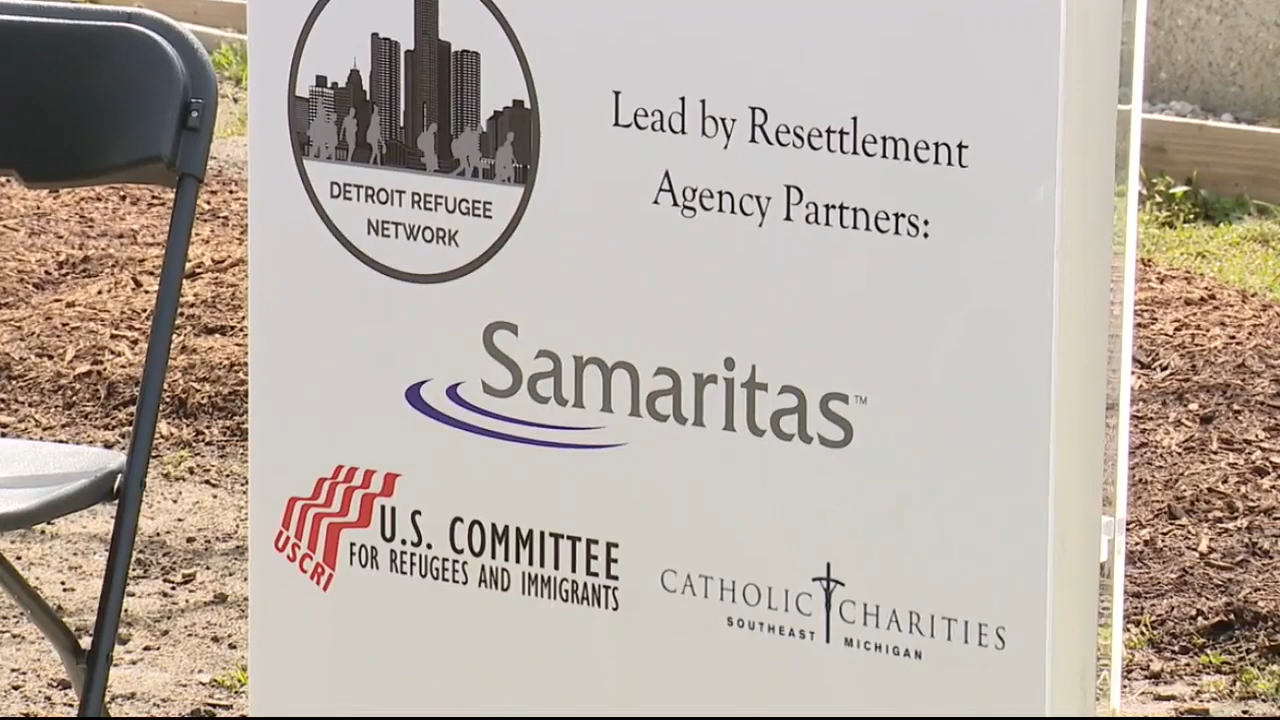 DETROIT REFUGEE
NETWORK
Lead by Resettlement
Agency Partners:
Samaritas™
USCRI
U.S. COMMITTEE
FOR REFUGEES AND IMMIGRANTS
CATHOLIC CHARITIES
SOUTHEAST MICHIGAN